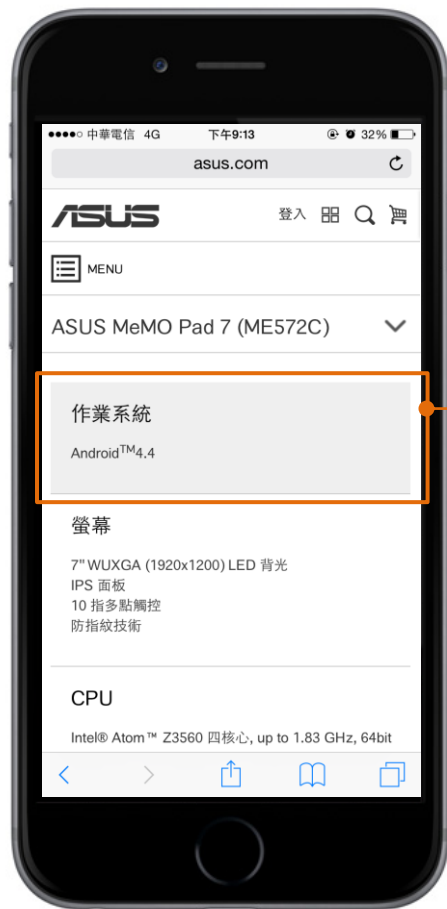 中華電信 4G 下午9:13 32%
asus.com
ASUS 登入
MENU
ASUS MeMO Pad 7 (ME572C)
作業系統
Android™4.4
螢幕
7" WUXGA (1920x1200) LED 背光
IPS 面板
10 指多點觸控
防指紋技術
CPU
Intel® Atom™ Z3560 四核心, up to 1.83 GHz, 64bit